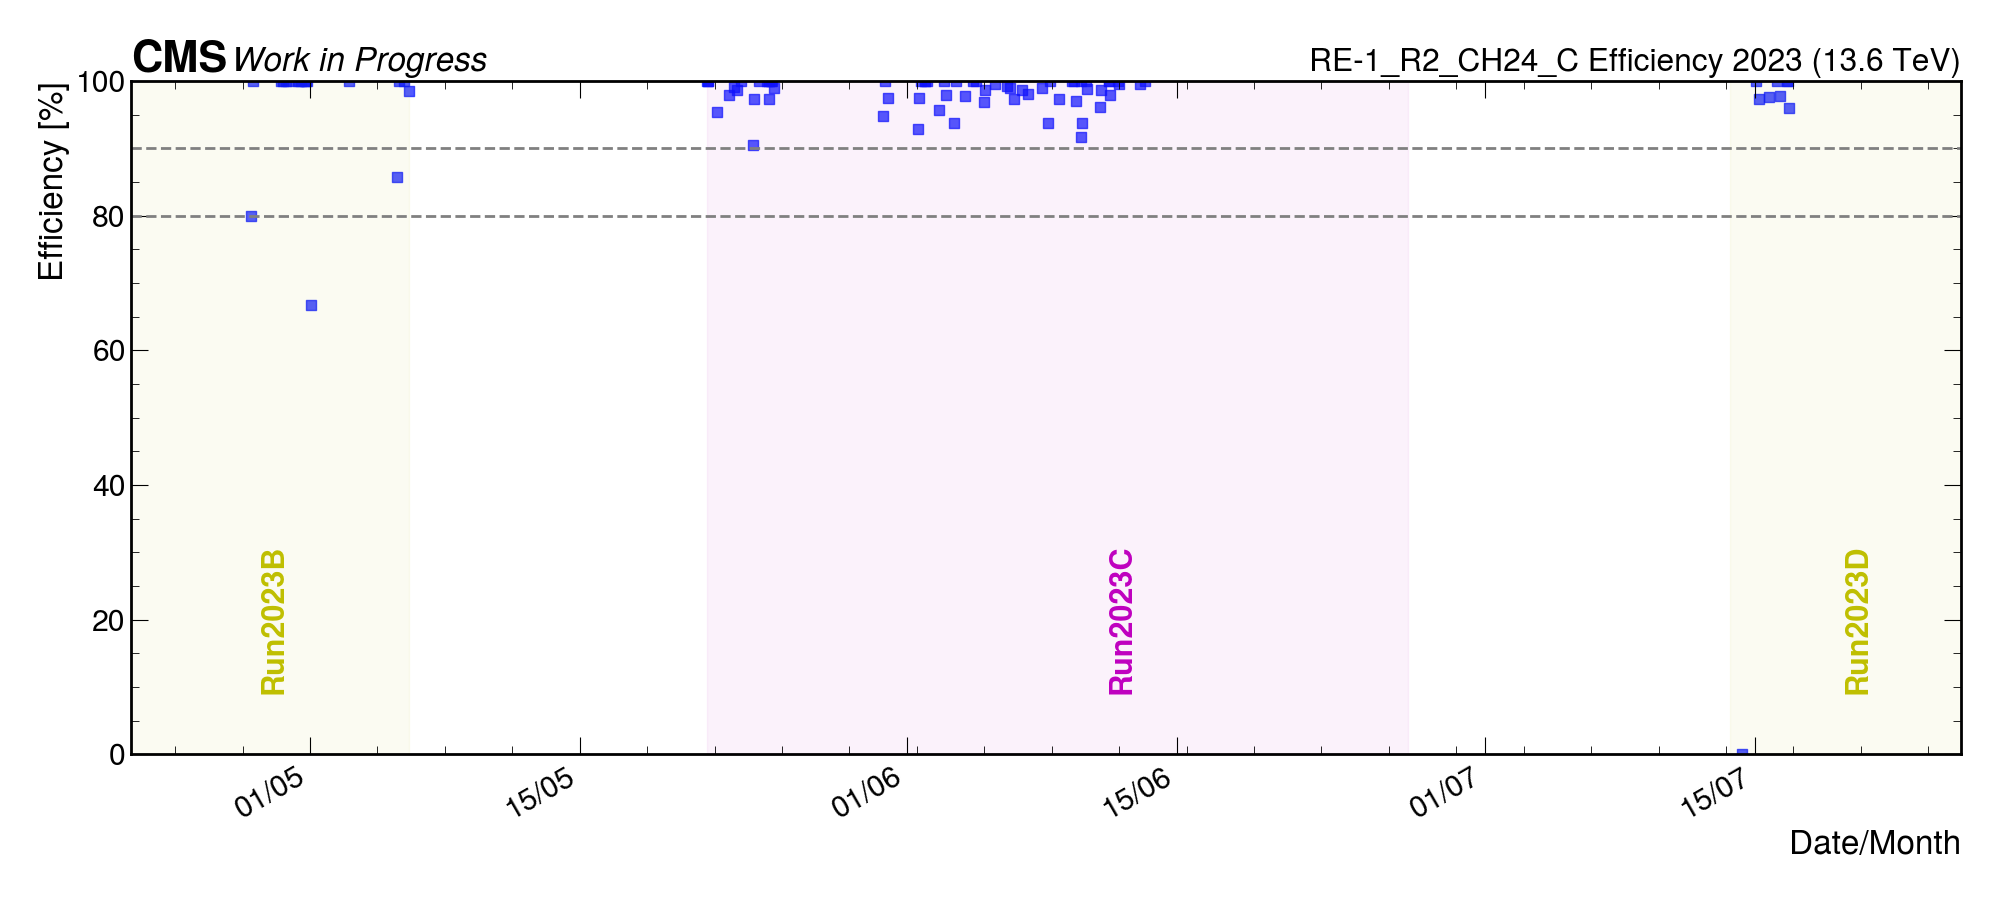 CMS Work in Progress
RE-1_R2_CH24_C Efficiency 2023 (13.6 TeV)
Efficiency [%]
100
80
60
40
20
0
Run2023B
Run2023C
Run2023D
01/05
15/05
01/06
15/06
01/07
15/07
Date/Month